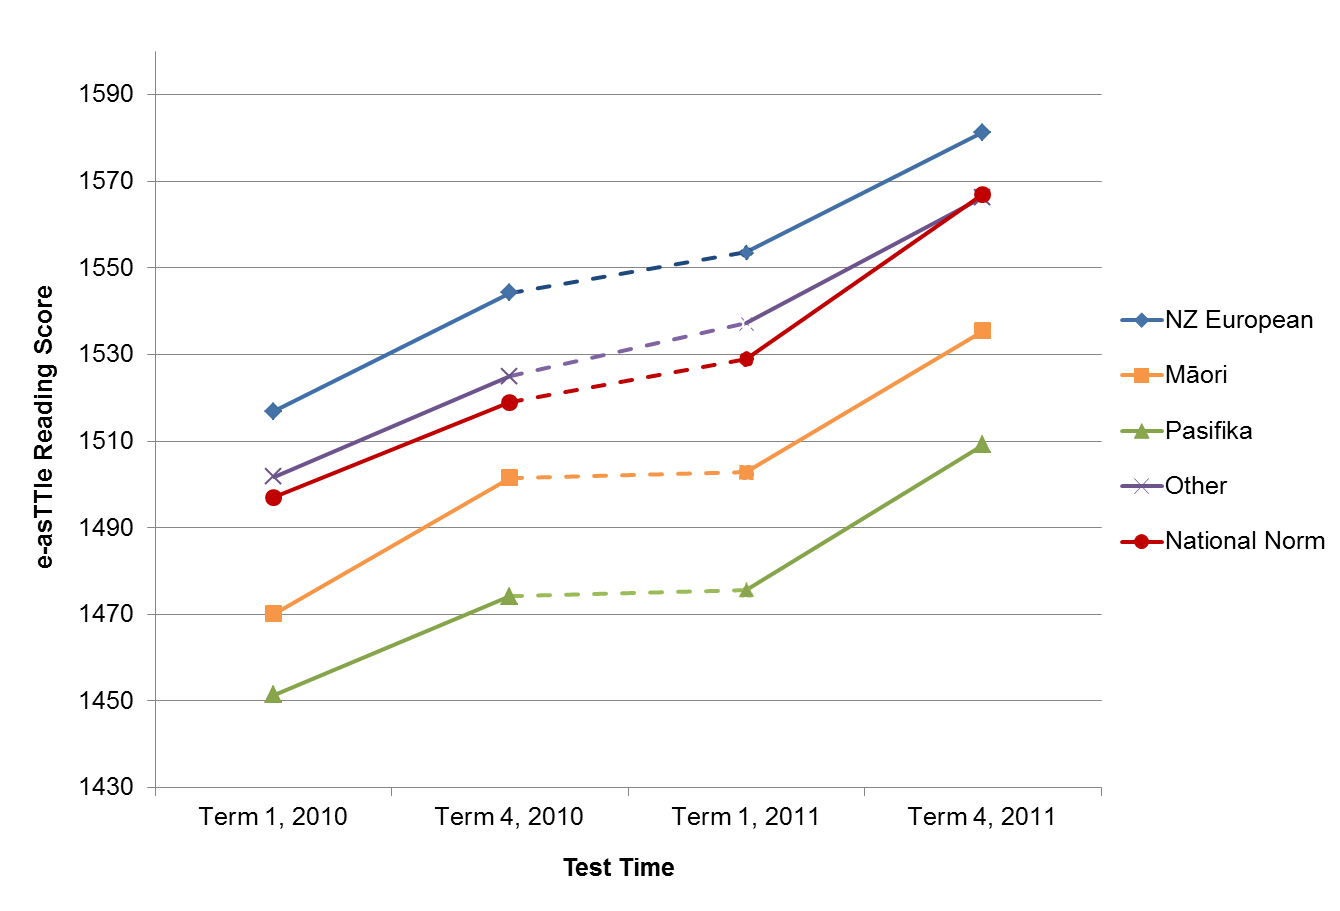 1590
1570
1550
1530
1510
1490
1470
1450
1430
e-asTTle Reading Score
Term 1, 2010
Term 4, 2010
Term 1, 2011
Term 4, 2011
Test Time
NZ European
Māori
Pasifika
Other
National Norm